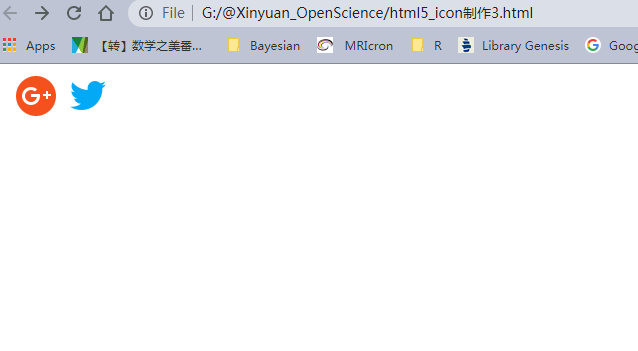 File G:/@Xinyuan_OpenScience/html5_icon制作3.html
Apps 【转】数学之美番... Bayesian MRIcron R Library Genesis Goog
G+